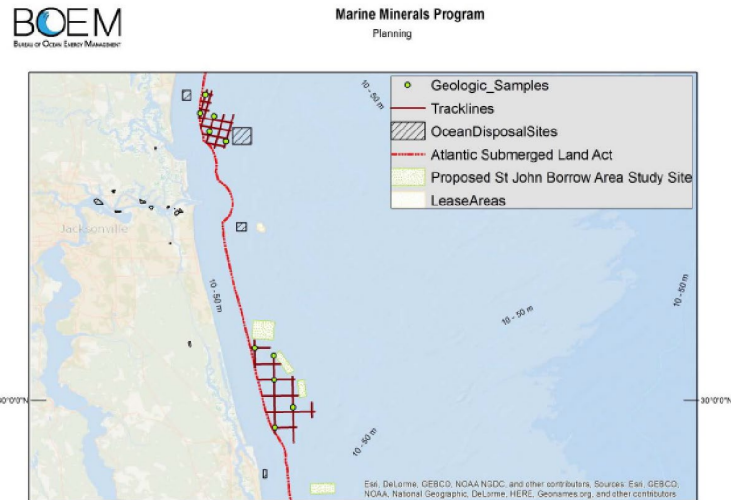 BOEM
BUREAU OF OCEAN ENERGY MANAGEMENT
Marine Minerals Program
Planning
10 - 50 m
Geologic_Samples
Tracklines
OceanDisposalSites
Atlantic Submerged Land Act
Proposed St John Borrow Area Study Site
LeaseAreas
Jacksonville
10 - 50 m
10 - 50 m
10 - 50 m
30°0'0"N
30°0'0"N
10 - 50 m
Esri, DeLorme, GEBCO, NOAA NGDC, and other contributors, Sources: Esri, GEBCO,
NOAA, National Geographic, DeLorme, HERE, Geonames.org, and other contributors